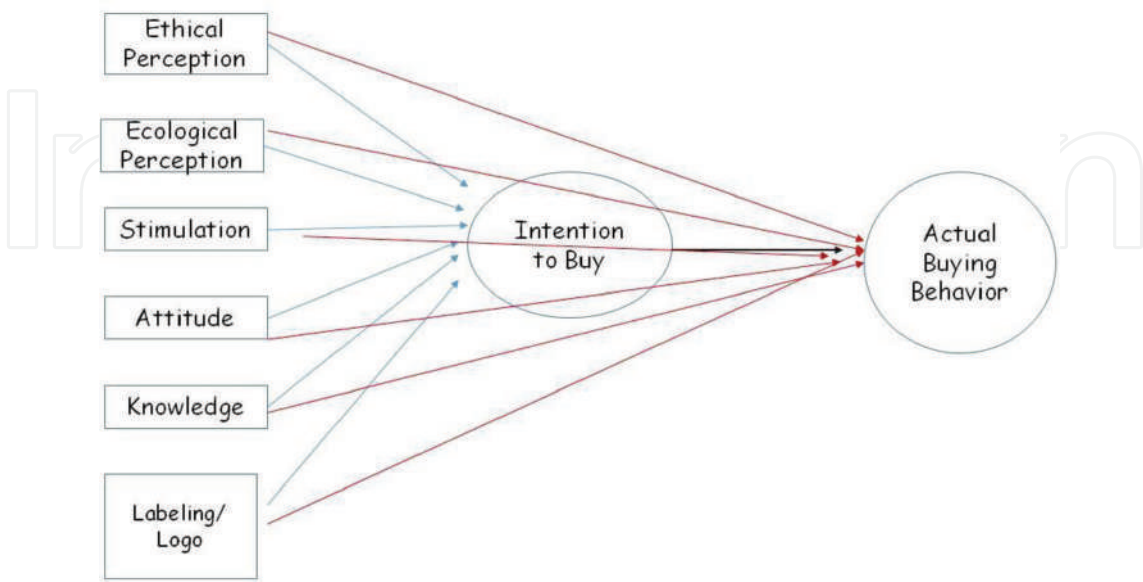 Ethical
Perception
Ecological
Perception
Stimulation
Attitude
Knowledge
Labeling/
Logo
Intention
to Buy
Actual
Buying
Behavior